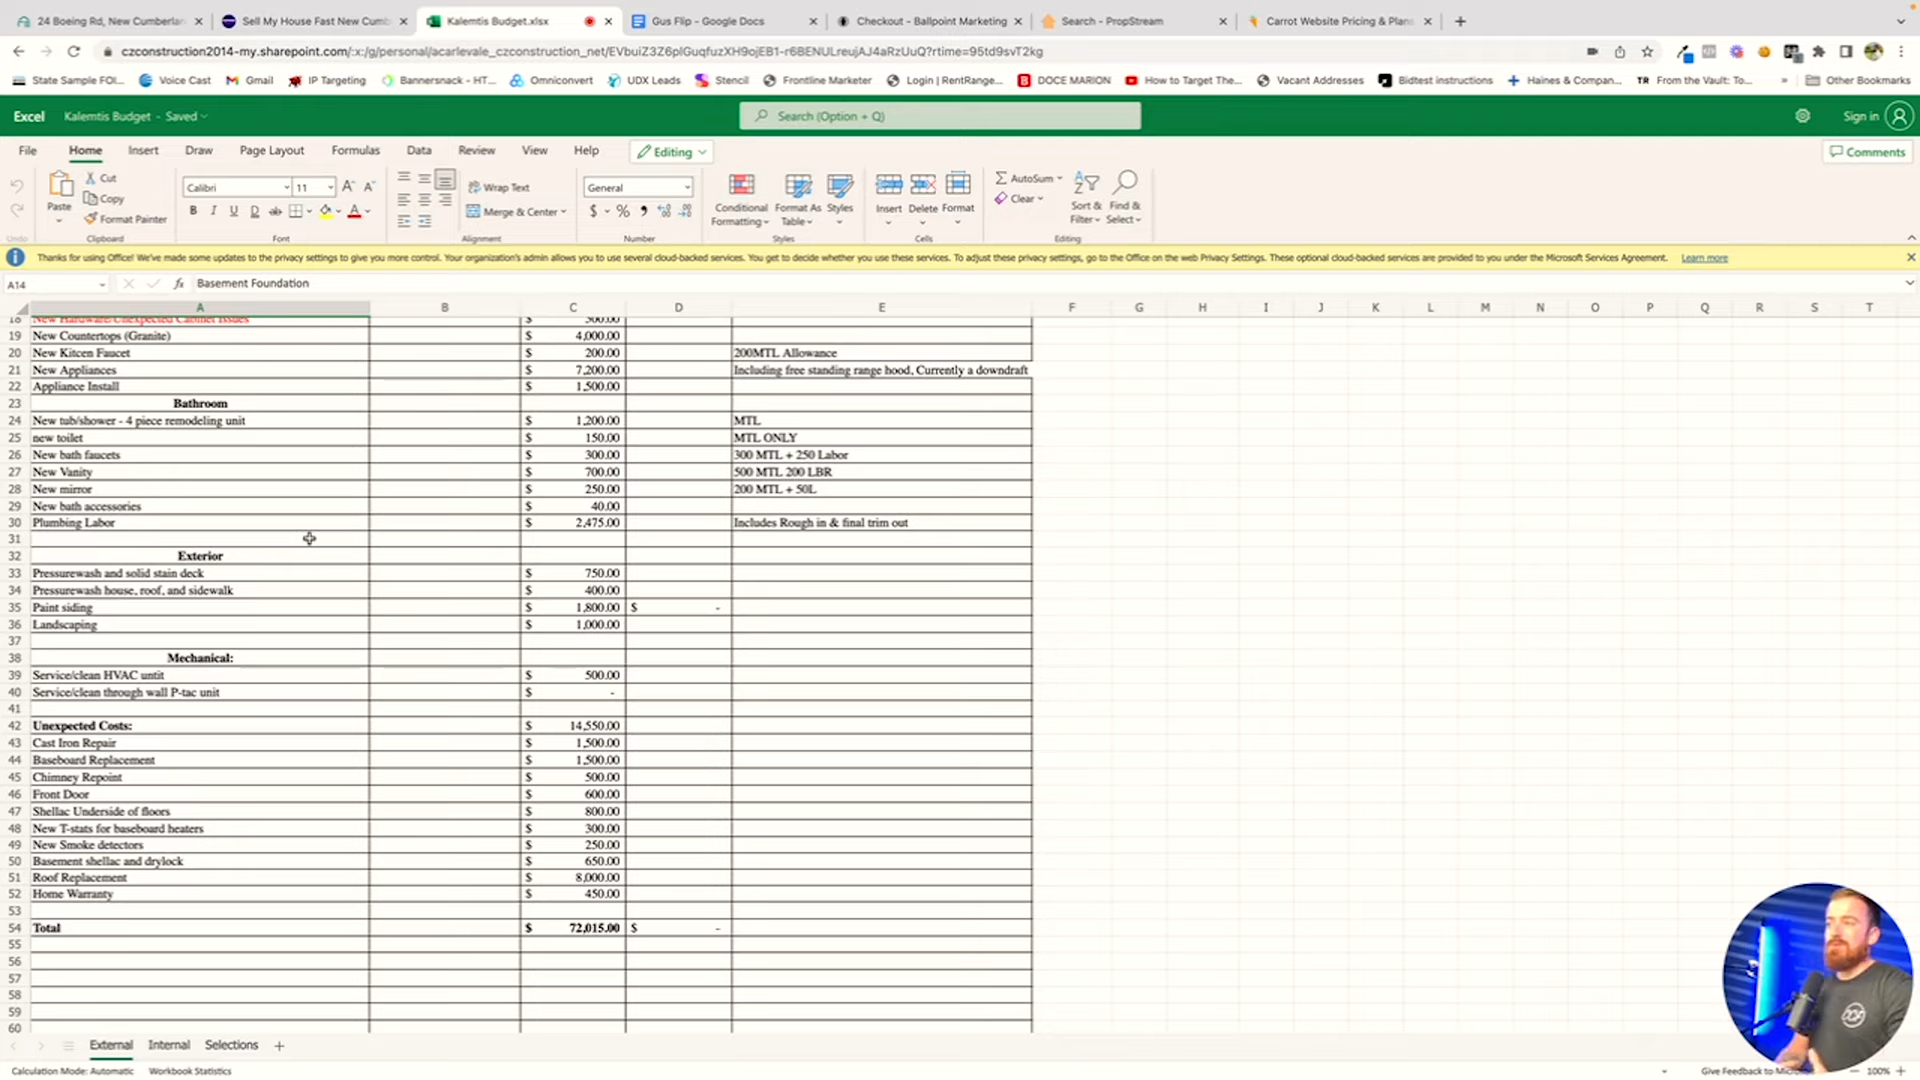 24 Boeing Rd, New Cumberlan
Sell My House Fast New Cumb
Kalemtis Budget.xlsx
Gus Flip - Google Docs
Checkout - Ballpoint Marketing
Search - PropStream
Carrot Website Pricing & Plans
czconstruction2014-my.sharepoint.com/:x:/g/personal/acarlevale_czconstruction_net/EVbuiZ3Z6plGuqfuzXH9ojEB1-r6BENULreujAJ4aRzUuQ?rtime=95td9svT2kg
State Sample FOI... Voice Cast Gmail IP Targeting Bannersnack - HT... Omniconvert UDX Leads Stencil Frontline Marketer Login | RentRange... DOCE MARION How to Target The... Vacant Addresses Bidtest instructions Haines & Compan... TR From the Vault: To... » Other Bookmarks
Excel Kalemtis Budget - Saved Search (Option + Q) Sign in
File Home Insert Draw Page Layout Formulas Data Review View Help Editing Comments
Undo
Paste Cut Copy Format Painter Clipboard
Calibri 11 B I U D ab A Font
Wrap Text Merge & Center Alignment
General $ % Number
Conditional Formatting Format As Table Styles Styles
Insert Delete Format Cells
AutoSum Clear Sort & Filter Find & Select Editing
Thanks for using Office! We've made some updates to the privacy settings to give you more control. Your organization's admin allows you to use several cloud-backed services. You get to decide whether you use these services. To adjust these privacy settings, go to the Office on the web Privacy Settings. These optional cloud-backed services are provided to you under the Microsoft Services Agreement. Learn more
A14 fx Basement Foundation
A B C D E F G H I J K L M N O P Q R S T
18 New Hardware/Unexpected Cabinet Issues $ 500.00
19 New Countertops (Granite) $ 4,000.00
20 New Kitcen Faucet $ 200.00 200MTL Allowance
21 New Appliances $ 7,200.00 Including free standing range hood, Currently a downdraft
22 Appliance Install $ 1,500.00
23 Bathroom
24 New tub/shower - 4 piece remodeling unit $ 1,200.00 MTL
25 new toilet $ 150.00 MTL ONLY
26 New bath faucets $ 300.00 300 MTL + 250 Labor
27 New Vanity $ 700.00 500 MTL 200 LBR
28 New mirror $ 250.00 200 MTL + 50L
29 New bath accessories $ 40.00
30 Plumbing Labor $ 2,475.00 Includes Rough in & final trim out
31
32 Exterior
33 Pressurewash and solid stain deck $ 750.00
34 Pressurewash house, roof, and sidewalk $ 400.00
35 Paint siding $ 1,800.00 $ -
36 Landscaping $ 1,000.00
37
38 Mechanical:
39 Service/clean HVAC untit $ 500.00
40 Service/clean through wall P-tac unit $ -
41
42 Unexpected Costs: $ 14,550.00
43 Cast Iron Repair $ 1,500.00
44 Baseboard Replacement $ 1,500.00
45 Chimney Repoint $ 500.00
46 Front Door $ 600.00
47 Shellac Underside of floors $ 800.00
48 New T-stats for baseboard heaters $ 300.00
49 New Smoke detectors $ 250.00
50 Basement shellac and drylock $ 650.00
51 Roof Replacement $ 8,000.00
52 Home Warranty $ 450.00
53
54 Total $ 72,015.00 $ -
55
56
57
58
59
60
External Internal Selections +
Calculation Mode: Automatic Workbook Statistics Give Feedback to 100% +